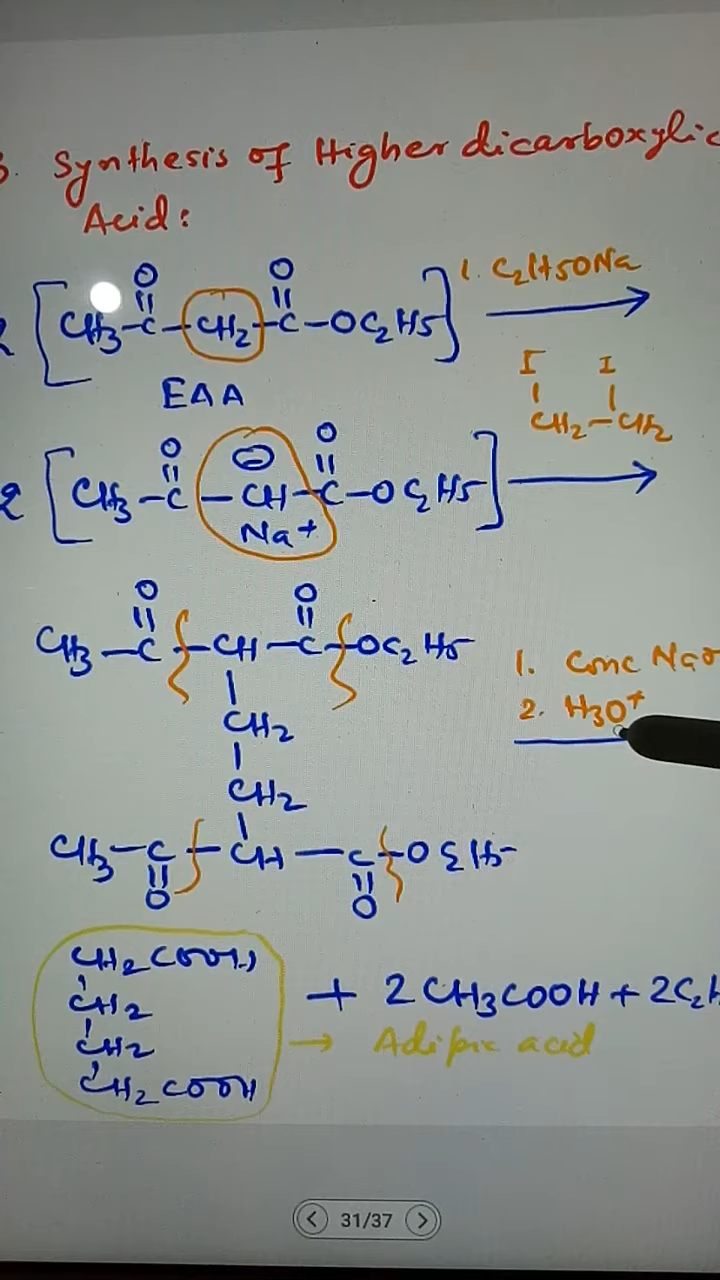 3. Synthesis of Higher dicarboxylic
Acid:
O O
2 [CH3-C-CH2-C-OC2H5] 1. C2H5ONa
EAA
I I
CH2-CH2
O ⊖ O
2 [CH3-C-CH-C-OC2H5]
Na+
O O
CH3-C-CH-C-OC2H5
CH2
CH2
1. Conc NaO
2. H3O+
CH3-C-CH-C-OC2H5
O O
CH2COOH
CH2
CH2
CH2COOH
+ 2CH3COOH + 2C2H
→ Adipic acid
31/37